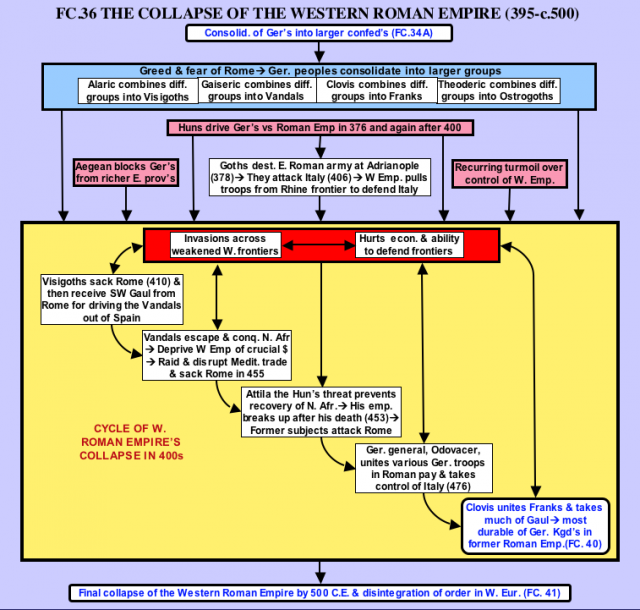 FC.36 THE COLLAPSE OF THE WESTERN ROMAN EMPIRE (395-c.500)
Consolid. of Ger's into larger confed's (FC.34A)
Greed & fear of Rome→ Ger. peoples consolidate into larger groups
Alaric combines diff.
groups into Visigoths
Gaiseric combines diff.
groups into Vandals
Clovis combines diff.
groups into Franks
Theoderic combines diff.
groups into Ostrogoths
Huns drive Ger's vs Roman Emp in 376 and again after 400
Aegean blocks Ger's
from richer E. prov's
Goths dest. E. Roman army at Adrianople
(378)→ They attack Italy (406)→ W Emp. pulls
troops from Rhine frontier to defend Italy
Recurring turmoil over
control of W. Emp.
Invasions across
weakened W. frontiers
Hurts econ. & ability
to defend frontiers
Visigoths sack Rome (410) &
then receive SW Gaul from
Rome for driving the Vandals
out of Spain
Vandals escape & conq. N. Afr
→ Deprive W Emp of crucial $
→ Raid & disrupt Medit. trade
& sack Rome in 455
Attila the Hun's threat prevents
recovery of N. Afr.→ His emp.
breaks up after his death (453)→
Former subjects attack Rome
CYCLE OF W.
ROMAN EMPIRE'S
COLLAPSE IN 400s
Ger. general, Odovacer,
unites various Ger. troops
in Roman pay & takes
control of Italy (476)
Clovis unites Franks & takes
much of Gaul→ most
durable of Ger. Kgd's in
former Roman Emp.(FC. 40)
Final collapse of the Western Roman Empire by 500 C.E. & disintegration of order in W. Eur. (FC. 41)